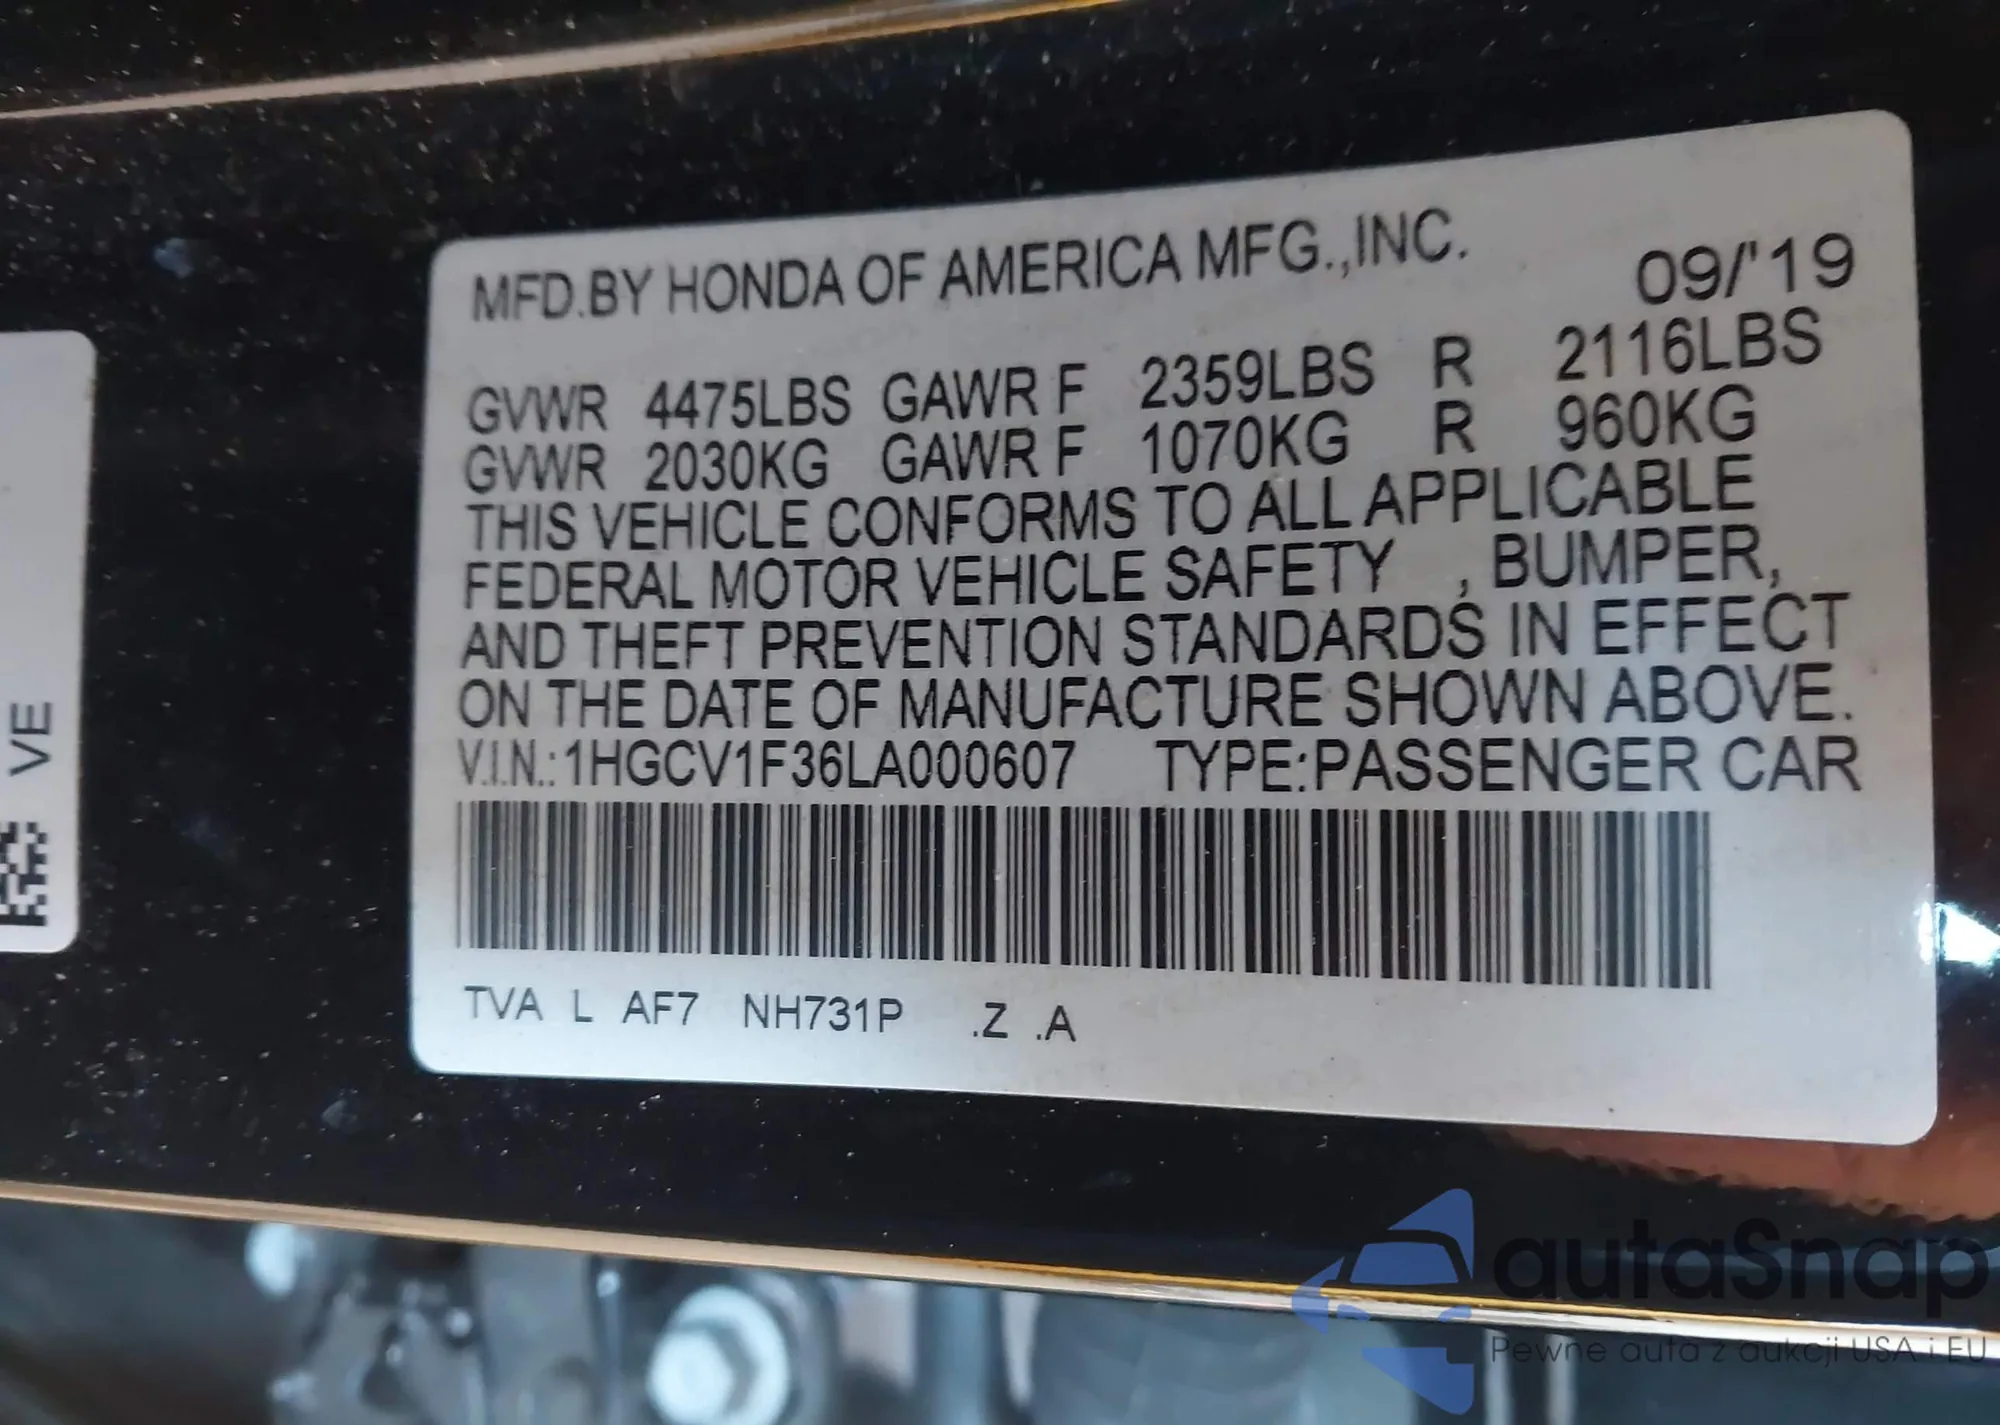 MFD.BY HONDA OF AMERICA MFG.,INC. 09/'19
GVWR 4475LBS GAWR F 2359LBS R 2116LBS
GVWR 2030KG GAWR F 1070KG R 960KG
THIS VEHICLE CONFORMS TO ALL APPLICABLE
FEDERAL MOTOR VEHICLE SAFETY , BUMPER,
AND THEFT PREVENTION STANDARDS IN EFFECT
ON THE DATE OF MANUFACTURE SHOWN ABOVE.
V.I.N.:1HGCV1F36LA000607 TYPE:PASSENGER CAR
TVA L AF7 NH731P .Z .A
VE
autaSnap
Pewne auta z aukcji USA i EU